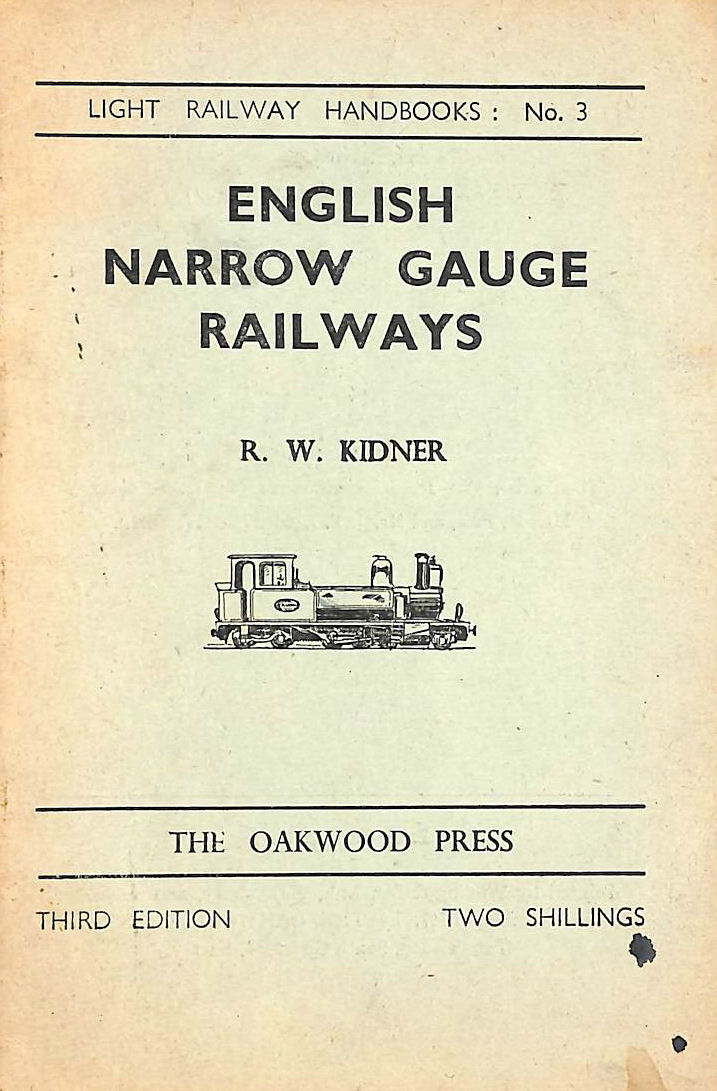 LIGHT RAILWAY HANDBOOKS: No. 3
ENGLISH
NARROW GAUGE
RAILWAYS
R. W. KIDNER
THE OAKWOOD PRESS
THIRD EDITION TWO SHILLINGS